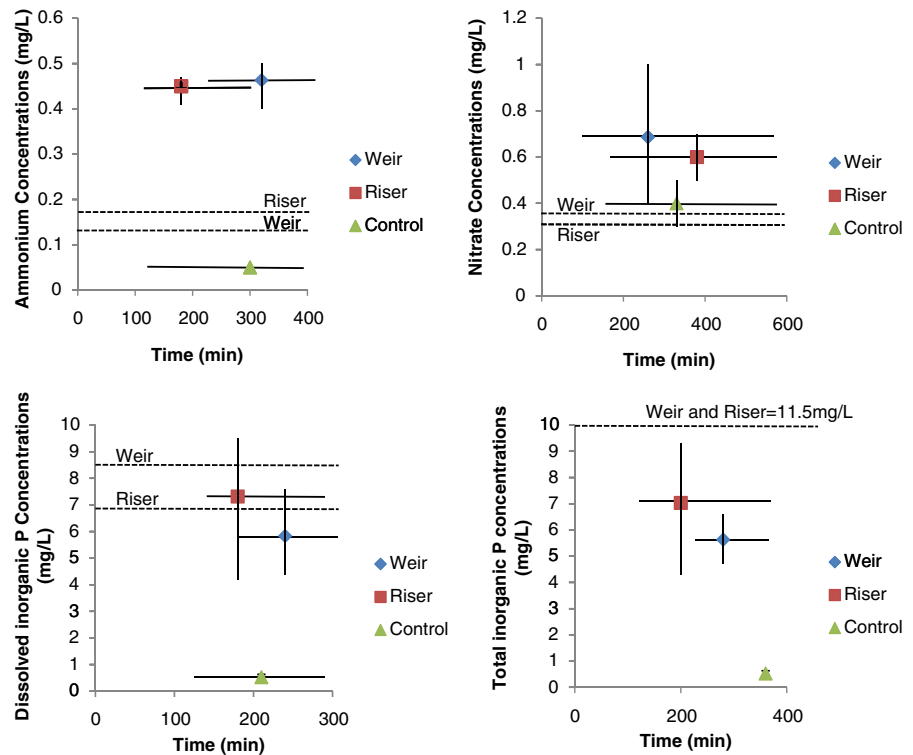 Ammonium Concentrations (mg/L)
0.6
0.5
0.4
0.3
0.2
0.1
0
Riser
Weir
0 100 200 300 400
Time (min)
Weir
Riser
Control
Nitrate Concentrations (mg/L)
1.2
1
0.8
0.6
0.4
0.2
0
Weir
Riser
0 200 400 600
Time (min)
Weir
Riser
Control
Dissolved inorganic P Concentrations
(mg/L)
10
9
8
7
6
5
4
3
2
1
0
Weir
Riser
0 100 200 300
Time (min)
Weir
Riser
Control
Total inorganic P concentrations
(mg/L)
Weir and Riser=11.5mg/L
10
9
8
7
6
5
4
3
2
1
0
0 200 400
Time (min)
Weir
Riser
Control